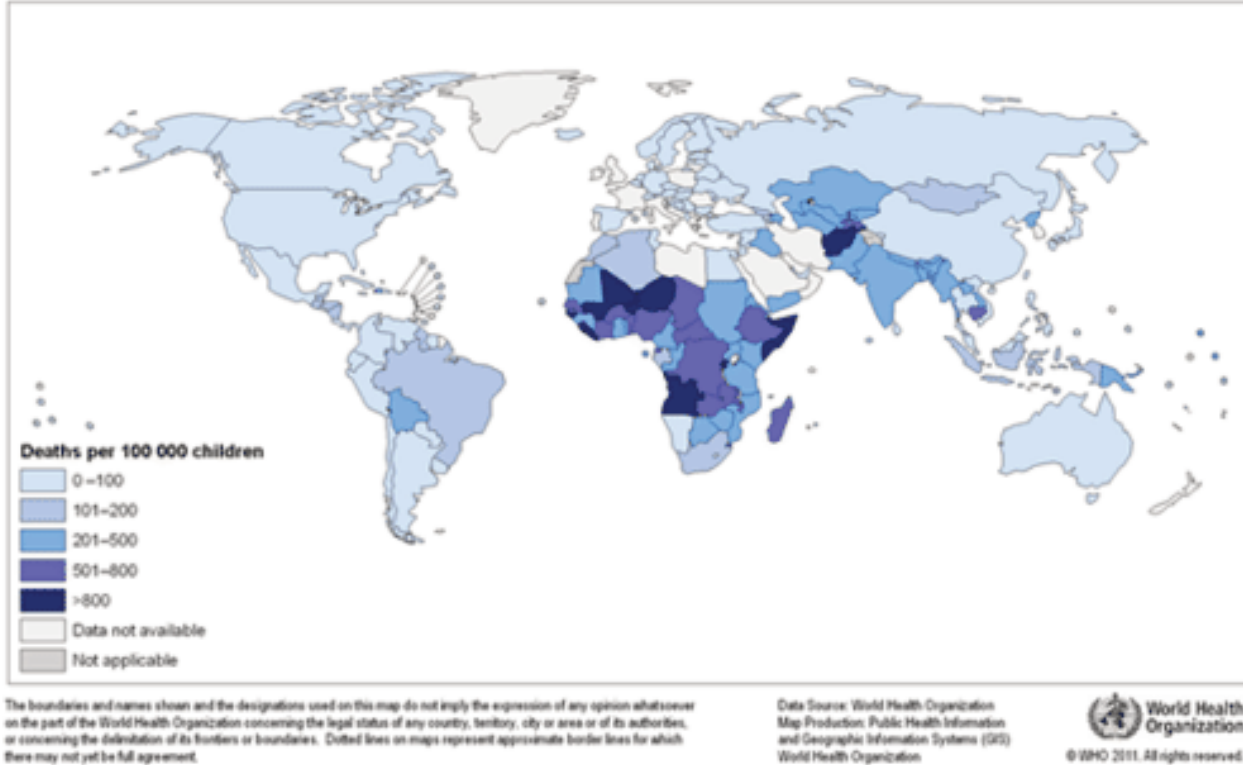 Deaths per 100 000 children
0 –100
101–200
201–500
501–800
>800
Data not available
Not applicable
The boundaries and names shown and the designations used on this map do not imply the expression of any opinion whatsoever
on the part of the World Health Organization concerning the legal status of any country, territory, city or area or of its authorities,
or concerning the delimitation of its frontiers or boundaries. Dotted lines on maps represent approximate border lines for which
there may not yet be full agreement.
Data Source: World Health Organization
Map Production: Public Health Information
and Geographic Information Systems (GIS)
World Health Organization
World Health
Organization
© WHO 2011. All rights reserved.